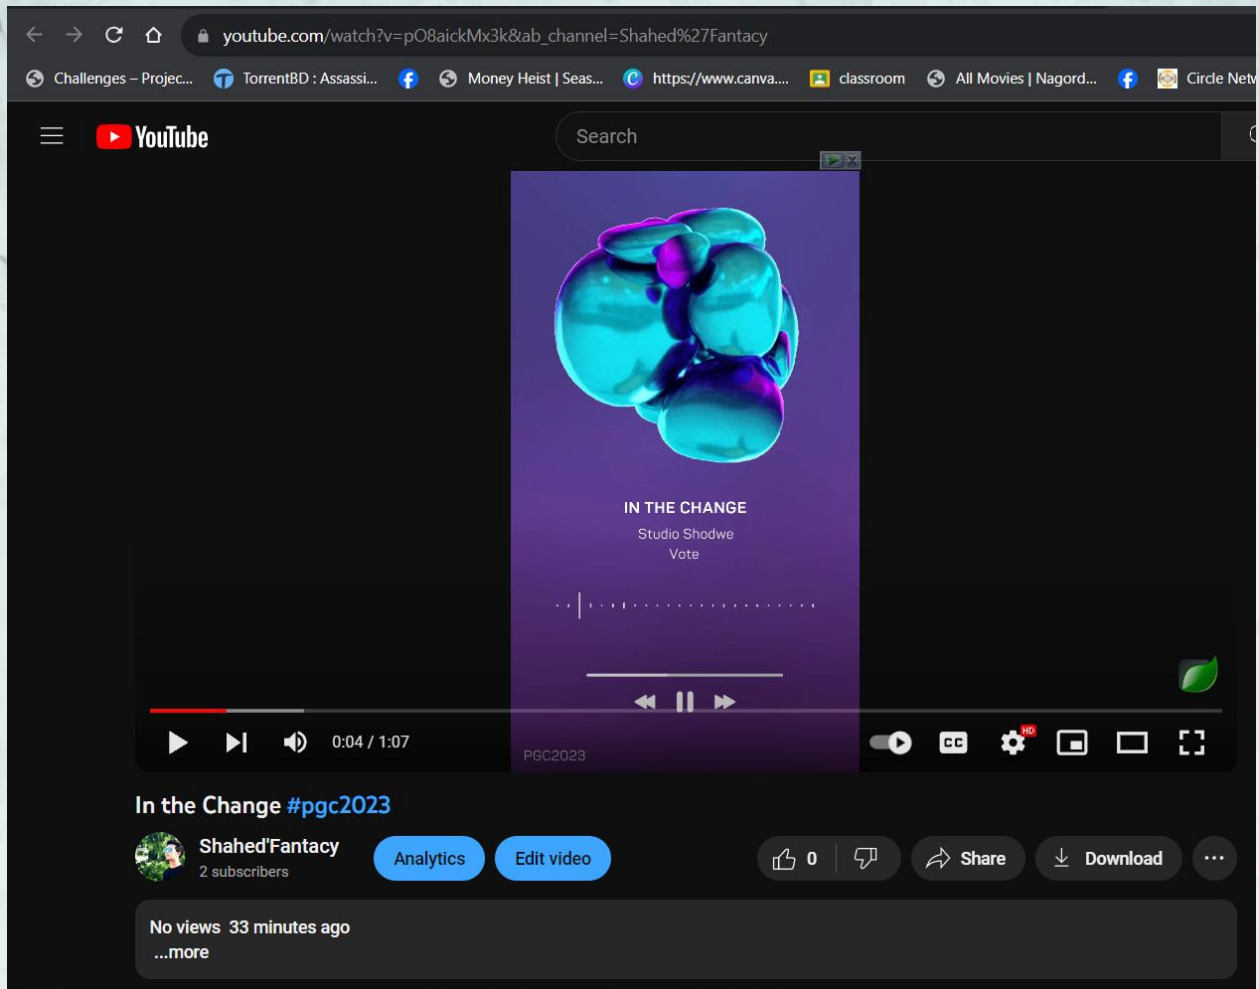 youtube.com/watch?v=pO8aickMx3k&ab_channel=Shahed%27Fantacy
Challenges – Projec... TorrentBD : Assassi... Money Heist | Seas... https://www.canva.... classroom All Movies | Nagord... Circle Netw
YouTube
Search
IN THE CHANGE
Studio Shodwe
Vote
HD
0:04 / 1:07
CC
PGC2023
In the Change #pgc2023
Shahed'Fantacy
2 subscribers
Analytics Edit video 0 Share Download
No views 33 minutes ago
...more